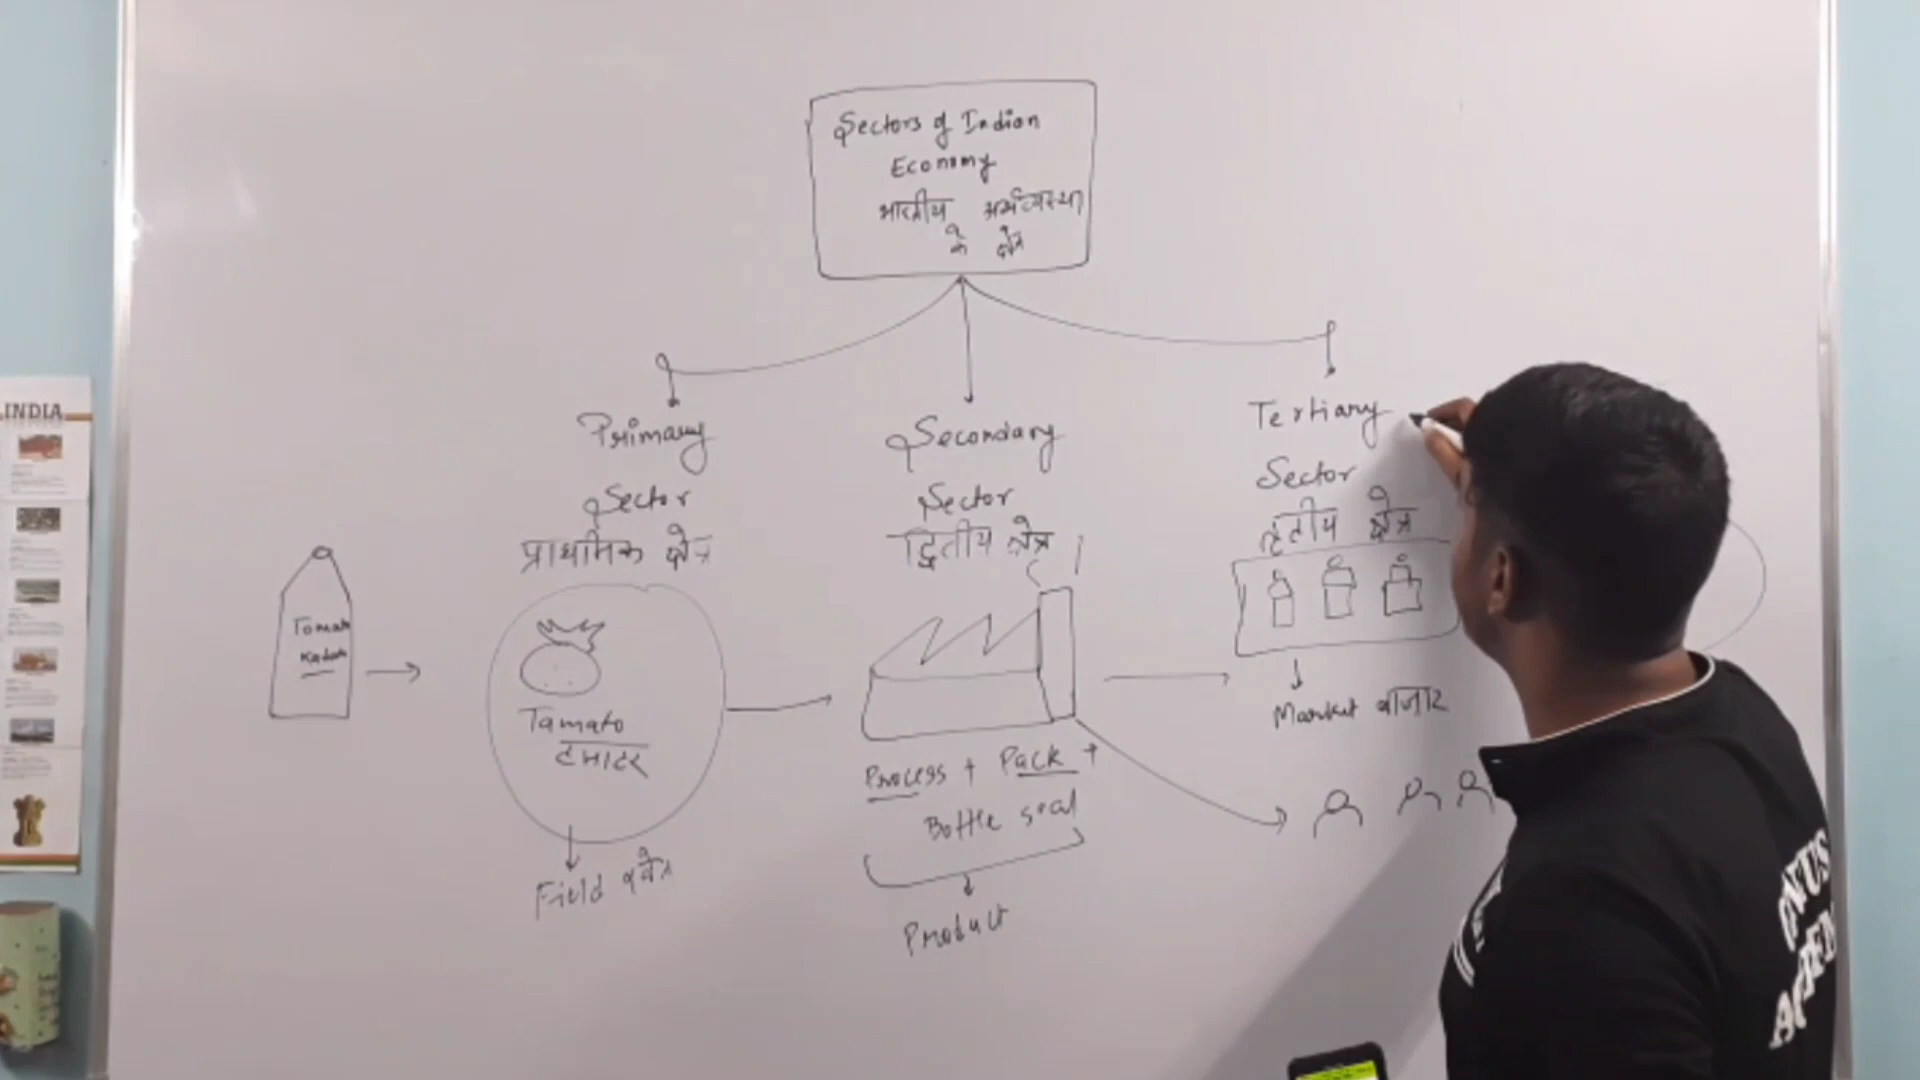 Sectors of Indian
Economy
भारतीय अर्थव्यवस्था
के क्षेत्र
Primary
Sector
प्राथमिक क्षेत्र
Secondary
Sector
द्वितीय क्षेत्र
Tertiary
Sector
तृतीय क्षेत्र
Tamato
टमाटर
Field
Process + Pack +
Bottle seal
Product
Market बाजार
INDIA